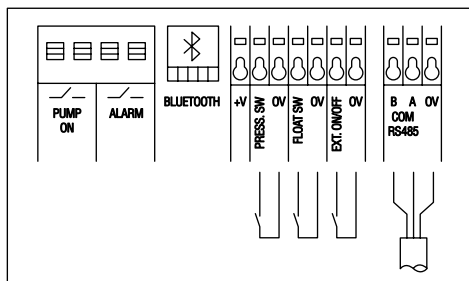 PUMP ON
ALARM
BLUETOOTH
+V
PRESS. SW
0V
FLOAT SW
0V
EXT. ON/OFF
0V
B A 0V
COM
RS485